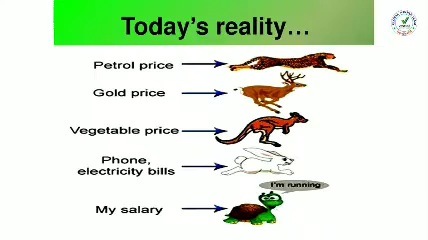 Today's reality...
Petrol price
Gold price
Vegetable price
Phone,
electricity bills
I'm running
My salary